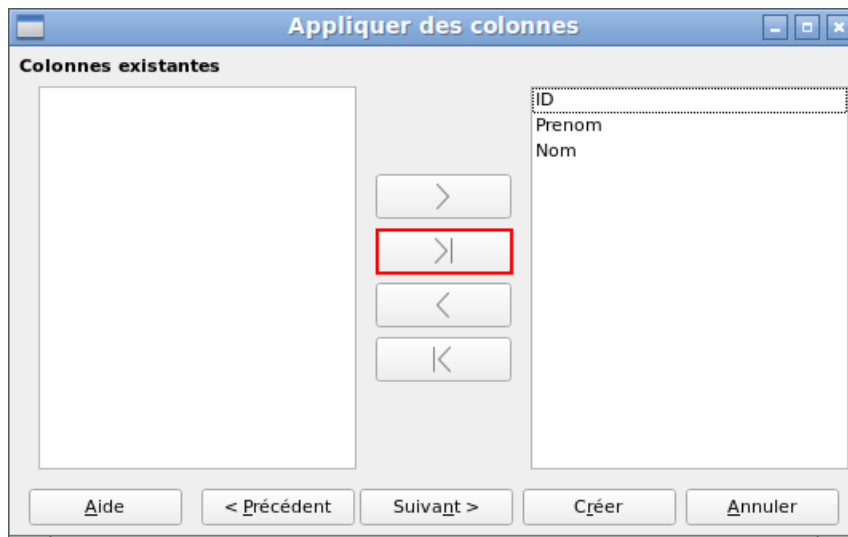 Appliquer des colonnes
Colonnes existantes
ID
Prenom
Nom
Aide
< Précédent
Suivant >
Créer
Annuler